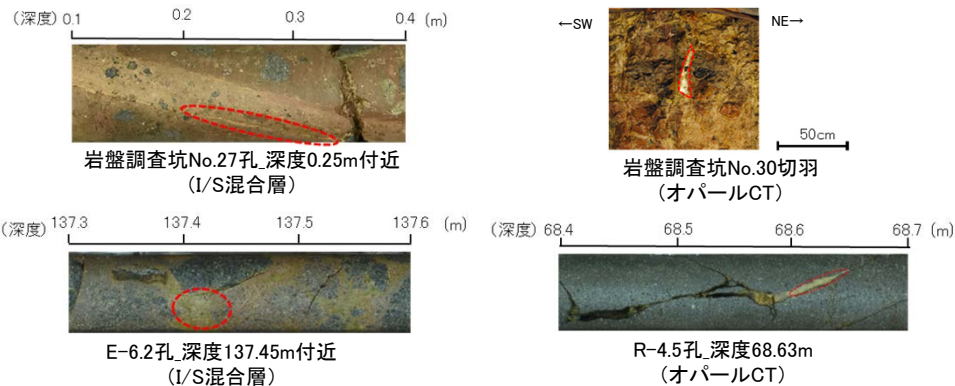 (深度) 0.1 0.2 0.3 0.4 (m)
岩盤調査坑No.27孔_深度0.25m付近
(I/S混合層)
←SW NE→
50cm
岩盤調査坑No.30切羽
(オパールCT)
(深度) 137.3 137.4 137.5 137.6 (m)
E-6.2孔_深度137.45m付近
(I/S混合層)
(深度) 68.4 68.5 68.6 68.7 (m)
R-4.5孔_深度68.63m
(オパールCT)